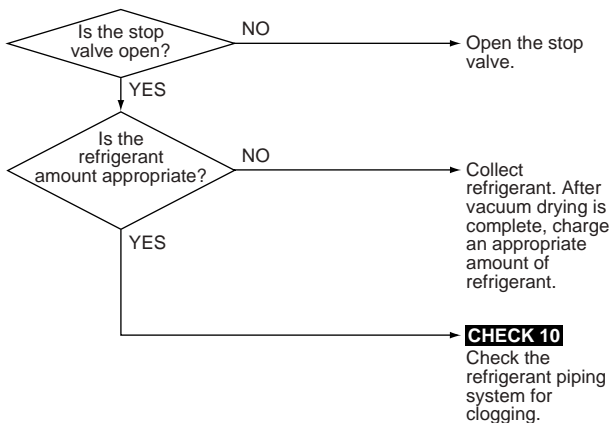 Is the stop
valve open?
NO
Open the stop
valve.
YES
Is the
refrigerant
amount appropriate?
NO
Collect
refrigerant. After
vacuum drying is
complete, charge
an appropriate
amount of
refrigerant.
YES
CHECK 10
Check the
refrigerant piping
system for
clogging.